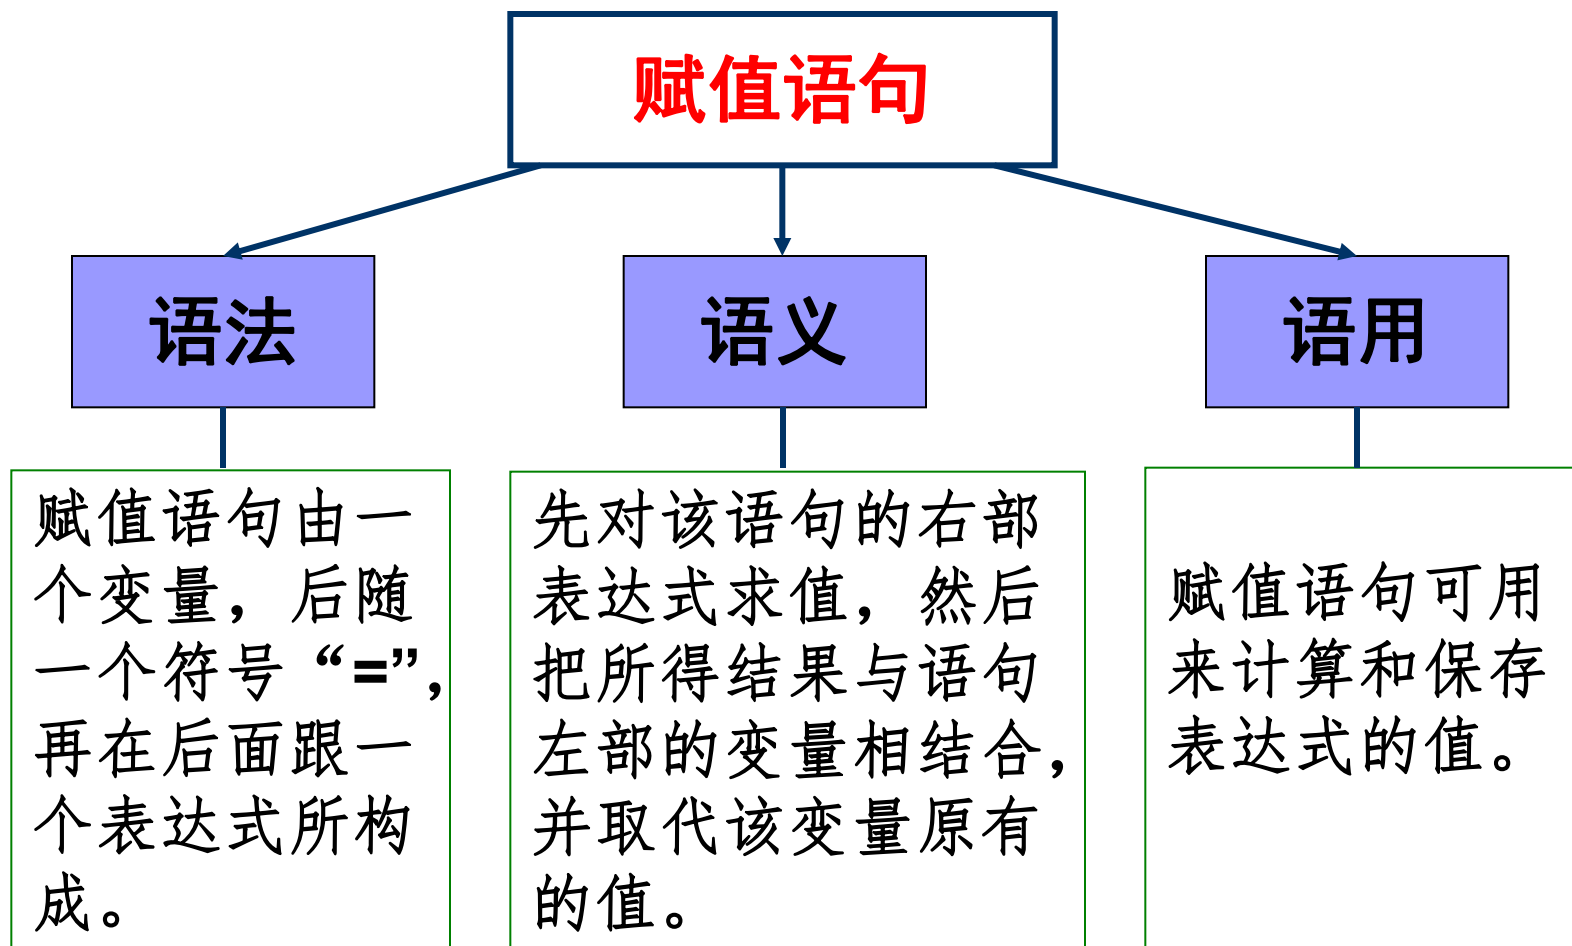 赋值语句
语法
语义
语用
赋值语句由一
个变量，后随
一个符号“=”，
再在后面跟一
个表达式所构
成。
先对该语句的右部
表达式求值，然后
把所得结果与语句
左部的变量相结合，
并取代该变量原有
的值。
赋值语句可用
来计算和保存
表达式的值。